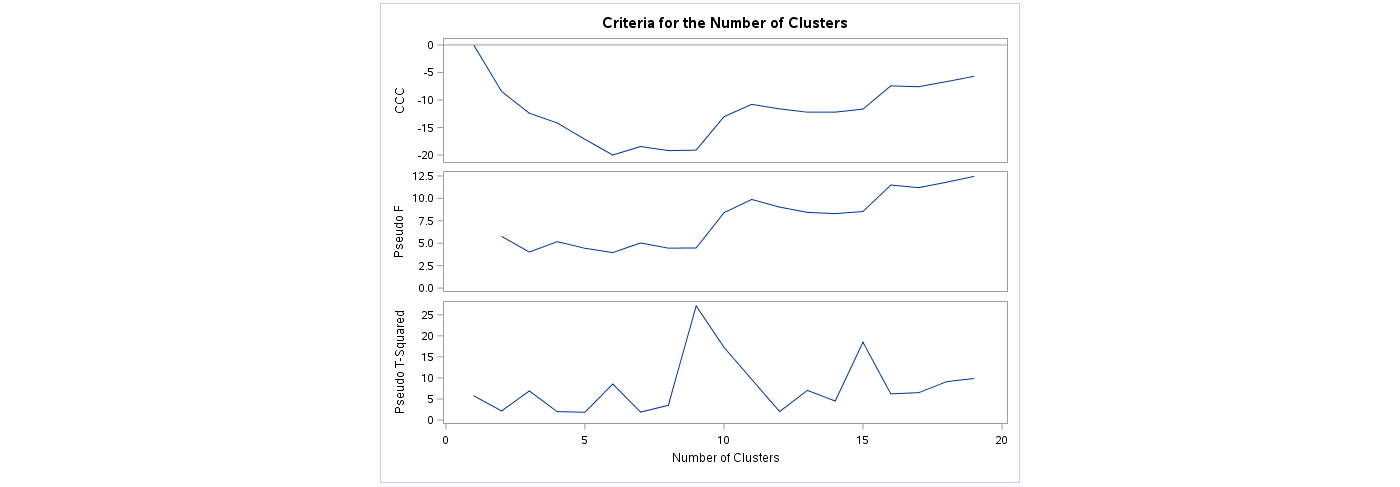 Criteria for the Number of Clusters
0
-5
-10
-15
-20
CCC
12.5
10.0
7.5
5.0
2.5
0.0
Pseudo F
25
20
15
10
5
0
Pseudo T-Squared
0 5 10 15 20
Number of Clusters